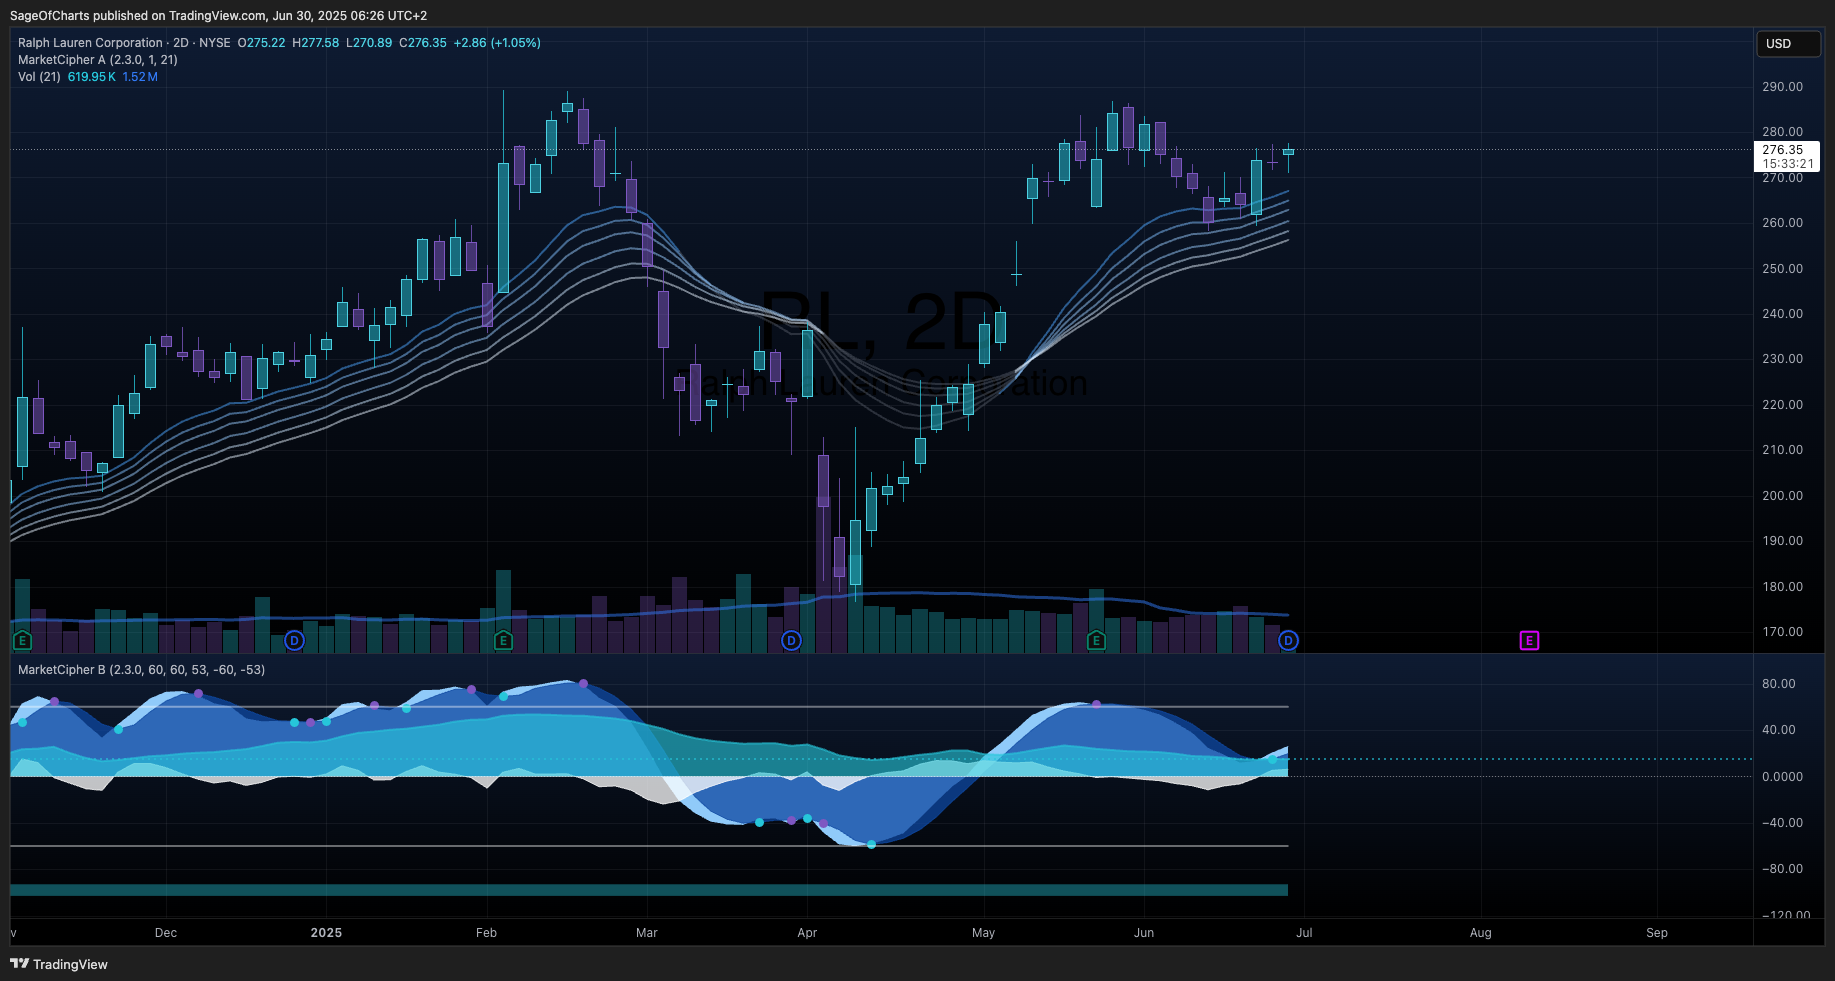 SageOfCharts published on TradingView.com, Jun 30, 2025 06:26 UTC+2
Ralph Lauren Corporation · 2D · NYSE O275.22 H277.58 L270.89 C276.35 +2.86 (+1.05%)
MarketCipher A (2.3.0, 1, 21)
Vol (21) 619.95 K 1.52 M
USD
290.00
280.00
276.35
15:33:21
270.00
260.00
250.00
240.00
230.00
220.00
210.00
200.00
190.00
180.00
170.00
RL, 2D
Ralph Lauren Corporation
E
D
E
D
E
D
E
MarketCipher B (2.3.0, 60, 60, 53, -60, -53)
80.00
40.00
0.0000
−40.00
−80.00
−120.00
v Dec 2025 Feb Mar Apr May Jun Jul Aug Sep
TradingView